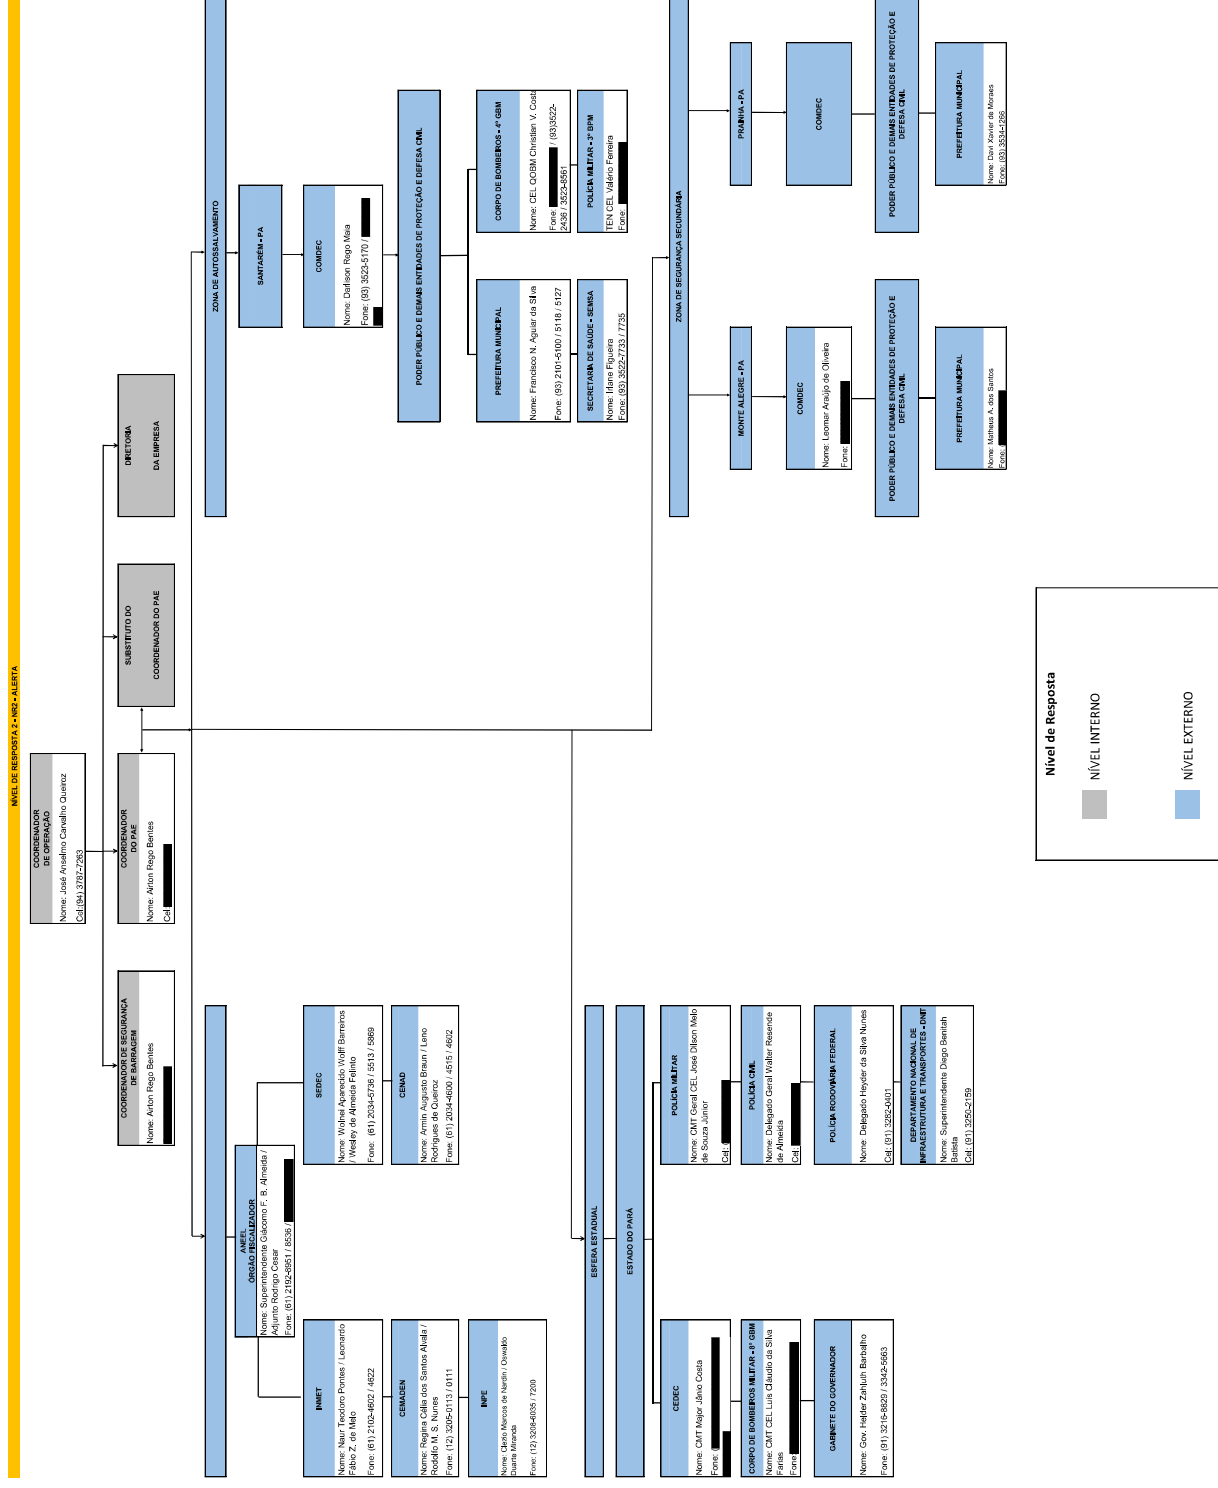 NÍVEL DE RESPOSTA 2 - NR2 - ALERTA
COORDENADOR
DE OPERAÇÃO
Nome: José Anselmo Carvalho Queiroz
Cel:(94) 3787-7263
COORDENADOR DE SEGURANÇA
DE BARRAGEM
Nome: Airton Rego Bentes
COORDENADOR
DO PAE
Nome: Airton Rego Bentes
Cel:
SUBSTITUTO DO
COORDENADOR DO PAE
DIRETORIA
DA EMPRESA
ANEEL
ÓRGÃO FISCALIZADOR
Nome: Superintendente Giácomo F. B. Almeida /
Adjunto Rodrigo Cesar
Fone: (61) 2192-8951 / 8536 /
INMET
Nome: Naur Teodoro Pontes / Leonardo
Fábio Z. de Melo
Fone: (61) 2102-4602 / 4622
CEMADEN
Nome: Regina Célia dos Santos Alvala /
Rodolfo M. S. Nunes
Fone: (12) 3205-0113 / 0111
INPE
Nome: Clezio Marcos de Nardin / Oswaldo
Duarte Miranda
Fone: (12) 3208-6035 / 7200
SEDEC
Nome: Wolnei Aparecido Wolff Barreiros
/ Wesley de Almeida Felinto
Fone: (61) 2034-5736 / 5513 / 5869
CENAD
Nome: Armin Augusto Braun / Leno
Rodrigues de Queiroz
Fone: (61) 2034-4600 / 4515 / 4602
ZONA DE AUTOSSALVAMENTO
SANTARÉM - PA
COMDEC
Nome: Darlison Rego Maia
Fone: (93) 3523-5170 /
PODER PÚBLICO E DEMAIS ENTIDADES DE PROTEÇÃO E DEFESA CIVIL
PREFEITURA MUNICIPAL
Nome: Francisco N. Aguiar da Silva
Fone: (93) 2101-5100 / 5118 / 5127
SECRETARIA DE SAÚDE - SEMSA
Nome: Irlane Figueira
Fone: (93) 3522-7733 / 7735
CORPO DE BOMBEIROS - 4º GBM
Nome: CEL QOBM Christian V. Costa
Fone: / (93)3522-
2436 / 3523-8561
POLÍCIA MILITAR - 3º BPM
TEN CEL Valério Ferreira
Fone:
ESFERA ESTADUAL
ESTADO DO PARÁ
CEDEC
Nome: CMT Major Jânio Costa
Fone: (
CORPO DE BOMBEIROS MILITAR - 8º GBM
Nome: CMT CEL Luis Cláudio da Silva
Farias
Fone:
GABINETE DO GOVERNADOR
Nome: Gov. Helder Zahluth Barbalho
Fone: (91) 3216-8829 / 3342-5663
POLÍCIA MILITAR
Nome: CMT Geral CEL José Dilson Melo
de Souza Júnior
Cel: (
POLÍCIA CIVIL
Nome: Delegado Geral Walter Resende
de Almeida
Cel:
POLÍCIA RODOVIÁRIA FEDERAL
Nome: Delegado Heyder da Silva Nunes
Cel: (91) 3282-0401
DEPARTAMENTO NACIONAL DE
INFRAESTRUTURA E TRANSPORTES - DNIT
Nome: Superintendente Diego Benitah
Batista
Cel: (91) 3250-2159
ZONA DE SEGURANÇA SECUNDÁRIA
MONTE ALEGRE - PA
COMDEC
Nome: Leomar Araújo de Oliveira
Fone:
PODER PÚBLICO E DEMAIS ENTIDADES DE PROTEÇÃO E
DEFESA CIVIL
PREFEITURA MUNICIPAL
Nome: Matheus A. dos Santos
Fone: (
PRAINHA - PA
COMDEC
PODER PÚBLICO E DEMAIS ENTIDADES DE PROTEÇÃO E
DEFESA CIVIL
PREFEITURA MUNICIPAL
Nome: Davi Xavier de Moraes
Fone: (93) 3534-1266
Nível de Resposta
NÍVEL INTERNO
NÍVEL EXTERNO